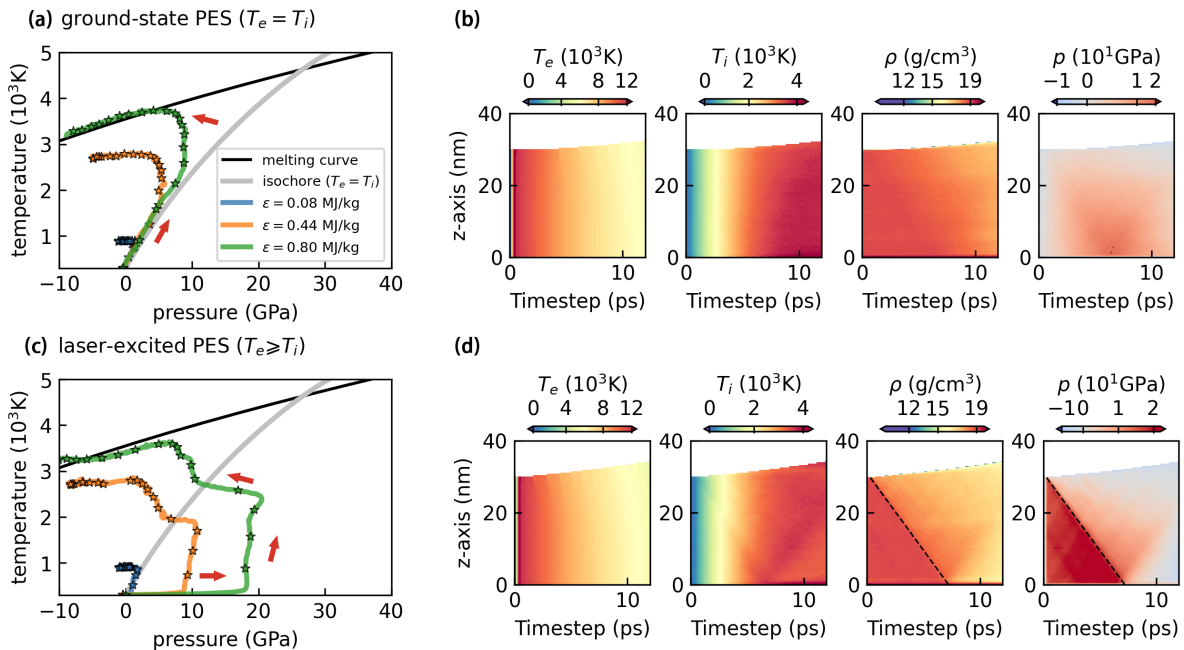 (a) ground-state PES (Tₑ = Tᵢ)
5
4
3
2
1
temperature (10³K)
−10 0 10 20 30 40
pressure (GPa)
melting curve
isochore (Tₑ = Tᵢ)
ε = 0.08 MJ/kg
ε = 0.44 MJ/kg
ε = 0.80 MJ/kg
(b)
Tₑ (10³K)
0 4 8 12
Tᵢ (10³K)
0 2 4
ρ (g/cm³)
12 15 19
p (10¹GPa)
−1 0 1 2
40
20
0
z-axis (nm)
0 10
Timestep (ps)
0 10
Timestep (ps)
0 10
Timestep (ps)
0 10
Timestep (ps)
(c) laser-excited PES (Tₑ⩾Tᵢ)
5
4
3
2
1
temperature (10³K)
−10 0 10 20 30 40
pressure (GPa)
(d)
Tₑ (10³K)
0 4 8 12
Tᵢ (10³K)
0 2 4
ρ (g/cm³)
12 15 19
p (10¹GPa)
−10 1 2
40
20
0
z-axis (nm)
0 10
Timestep (ps)
0 10
Timestep (ps)
0 10
Timestep (ps)
0 10
Timestep (ps)